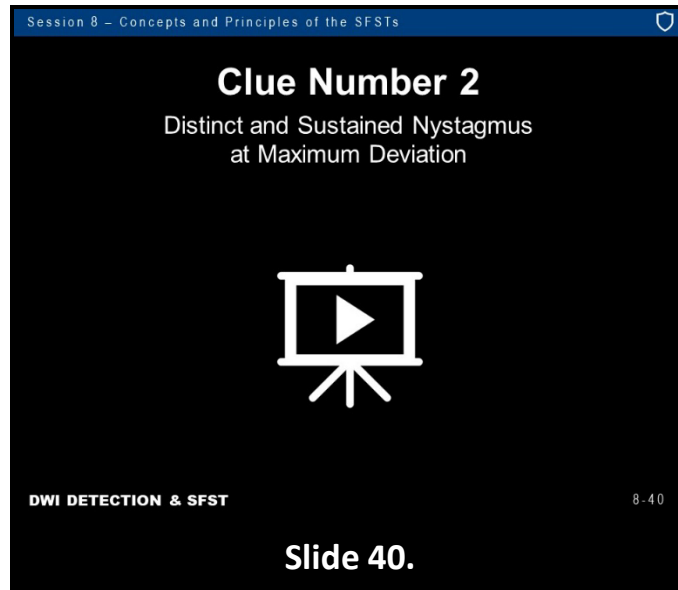 Session 8 – Concepts and Principles of the SFSTs
Clue Number 2
Distinct and Sustained Nystagmus
at Maximum Deviation
DWI DETECTION & SFST
8-40
Slide 40.